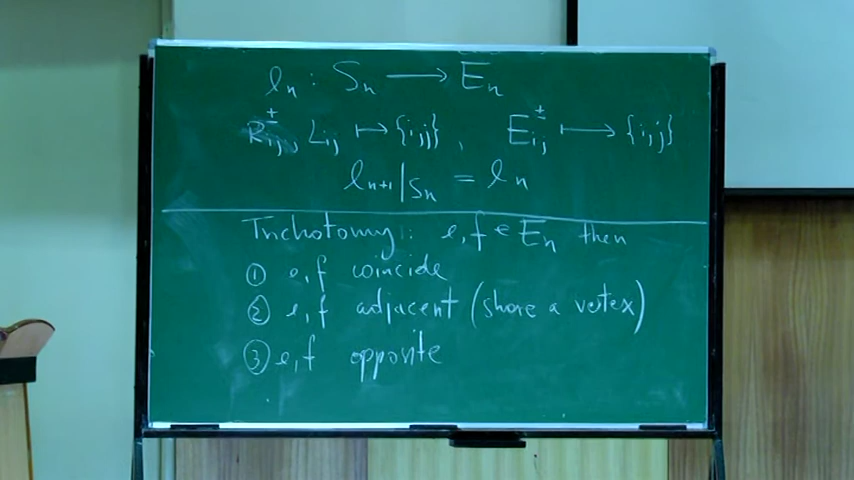 lₙ : Sₙ ⟶ Eₙ
R±ᵢⱼ, Lᵢⱼ ↦ {i,j}, E±ᵢ,ⱼ ⟼ {i,j}
lₙ₊₁|Sₙ = lₙ
Trichotomy: e,f ∈ Eₙ then
① e,f coincide
② e,f adjacent (share a vertex)
③ e,f opposite